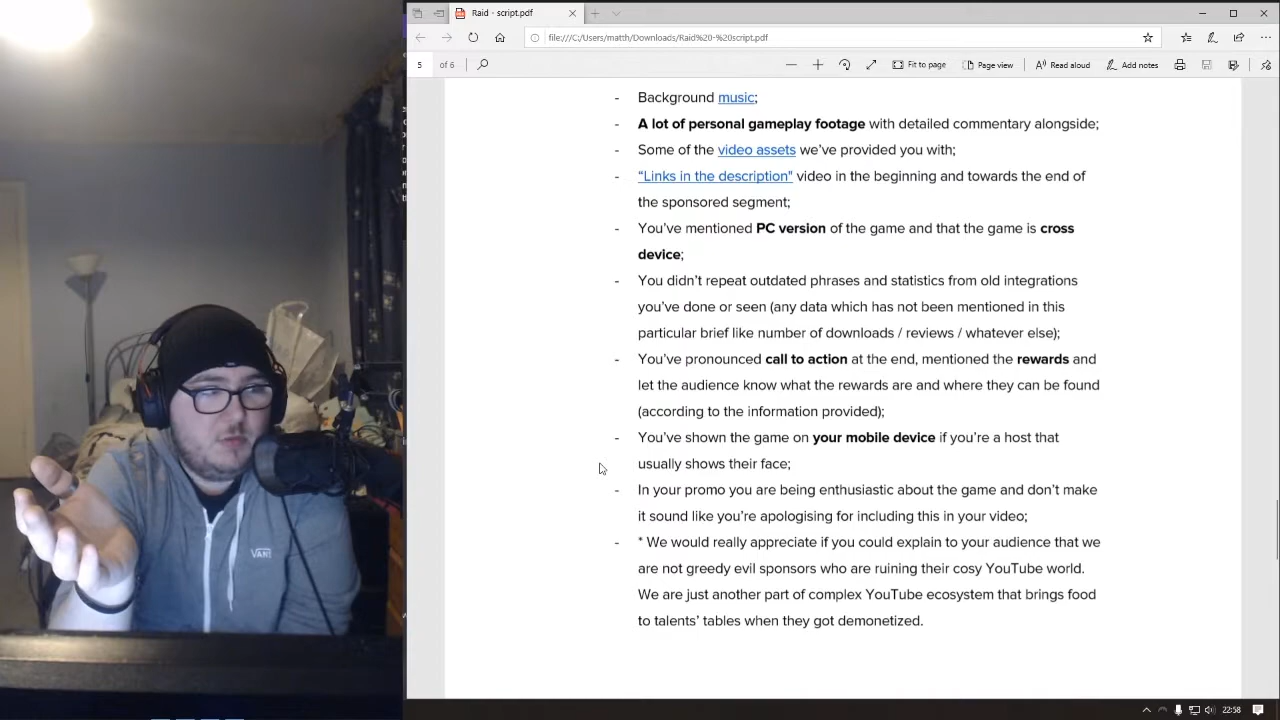 Raid - script.pdf
file:///C:/Users/matth/Downloads/Raid%20-%20script.pdf
5 of 6 Fit to page Page view Read aloud Add notes
- Background music;
- A lot of personal gameplay footage with detailed commentary alongside;
- Some of the video assets we’ve provided you with;
- “Links in the description" video in the beginning and towards the end of
the sponsored segment;
- You’ve mentioned PC version of the game and that the game is cross
device;
- You didn’t repeat outdated phrases and statistics from old integrations
you’ve done or seen (any data which has not been mentioned in this
particular brief like number of downloads / reviews / whatever else);
- You’ve pronounced call to action at the end, mentioned the rewards and
let the audience know what the rewards are and where they can be found
(according to the information provided);
- You’ve shown the game on your mobile device if you’re a host that
usually shows their face;
- In your promo you are being enthusiastic about the game and don’t make
it sound like you’re apologising for including this in your video;
- * We would really appreciate if you could explain to your audience that we
are not greedy evil sponsors who are ruining their cosy YouTube world.
We are just another part of complex YouTube ecosystem that brings food
to talents’ tables when they got demonetized.
VANS
22:58